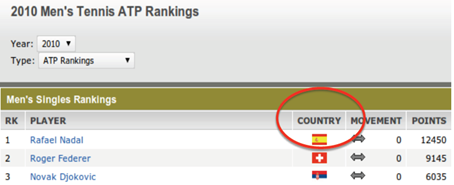 2010 Men's Tennis ATP Rankings
Year: 2010
Type: ATP Rankings
Men's Singles Rankings
RK PLAYER COUNTRY MOVEMENT POINTS
1 Rafael Nadal 0 12450
2 Roger Federer 0 9145
3 Novak Djokovic 0 6035